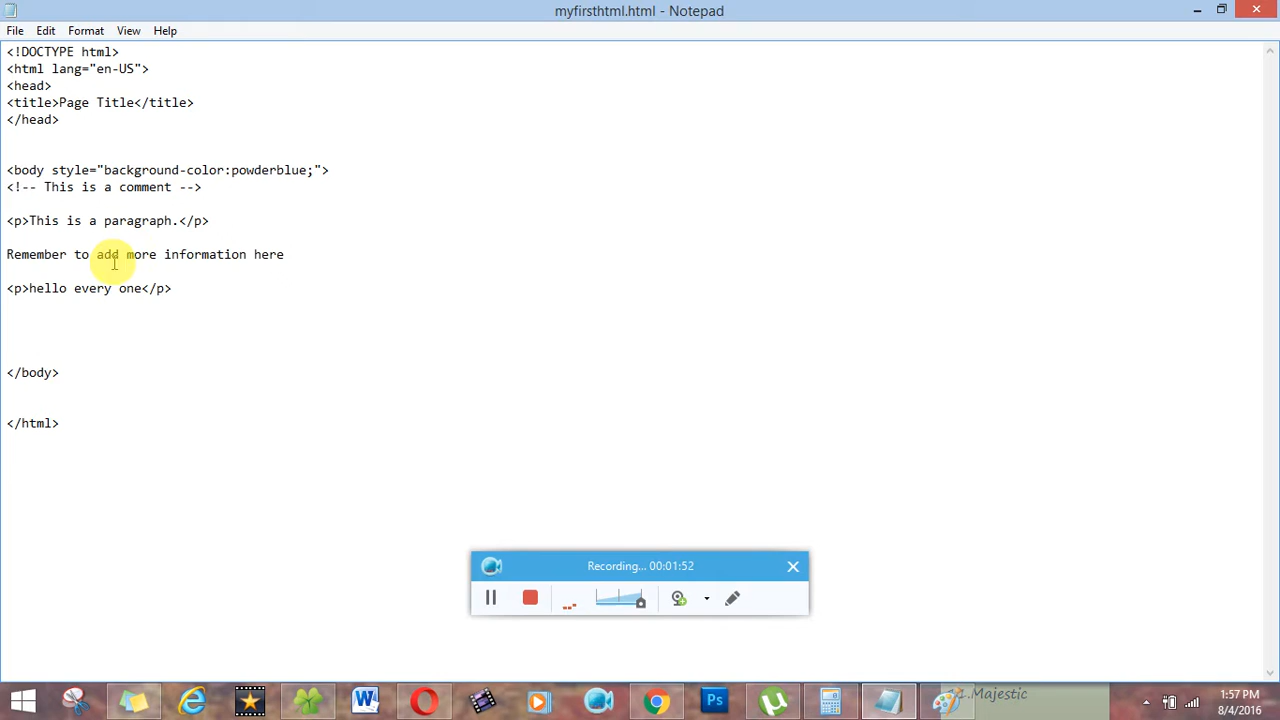 myfirsthtml.html - Notepad
File Edit Format View Help
<!DOCTYPE html>
<html lang="en-US">
<head>
<title>Page Title</title>
</head>
<body style="background-color:powderblue;">
<!-- This is a comment -->
<p>This is a paragraph.</p>
Remember to add more information here
<p>hello every one</p>
</body>
</html>
Recording... 00:01:52
Ps
1:57 PM
8/4/2016